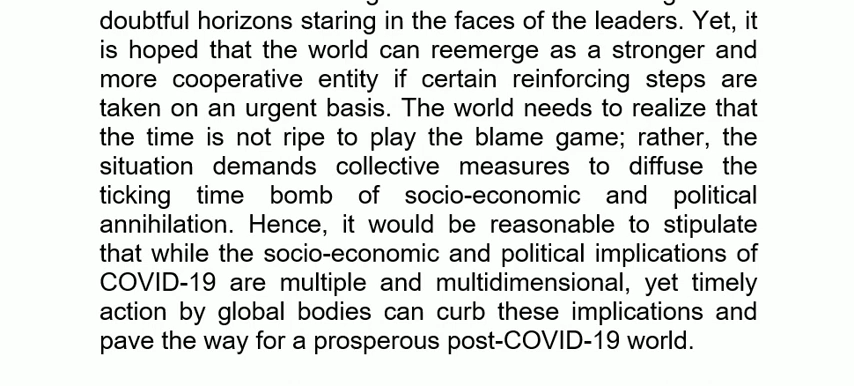 doubtful horizons staring in the faces of the leaders. Yet, it
is hoped that the world can reemerge as a stronger and
more cooperative entity if certain reinforcing steps are
taken on an urgent basis. The world needs to realize that
the time is not ripe to play the blame game; rather, the
situation demands collective measures to diffuse the
ticking time bomb of socio-economic and political
annihilation. Hence, it would be reasonable to stipulate
that while the socio-economic and political implications of
COVID-19 are multiple and multidimensional, yet timely
action by global bodies can curb these implications and
pave the way for a prosperous post-COVID-19 world.